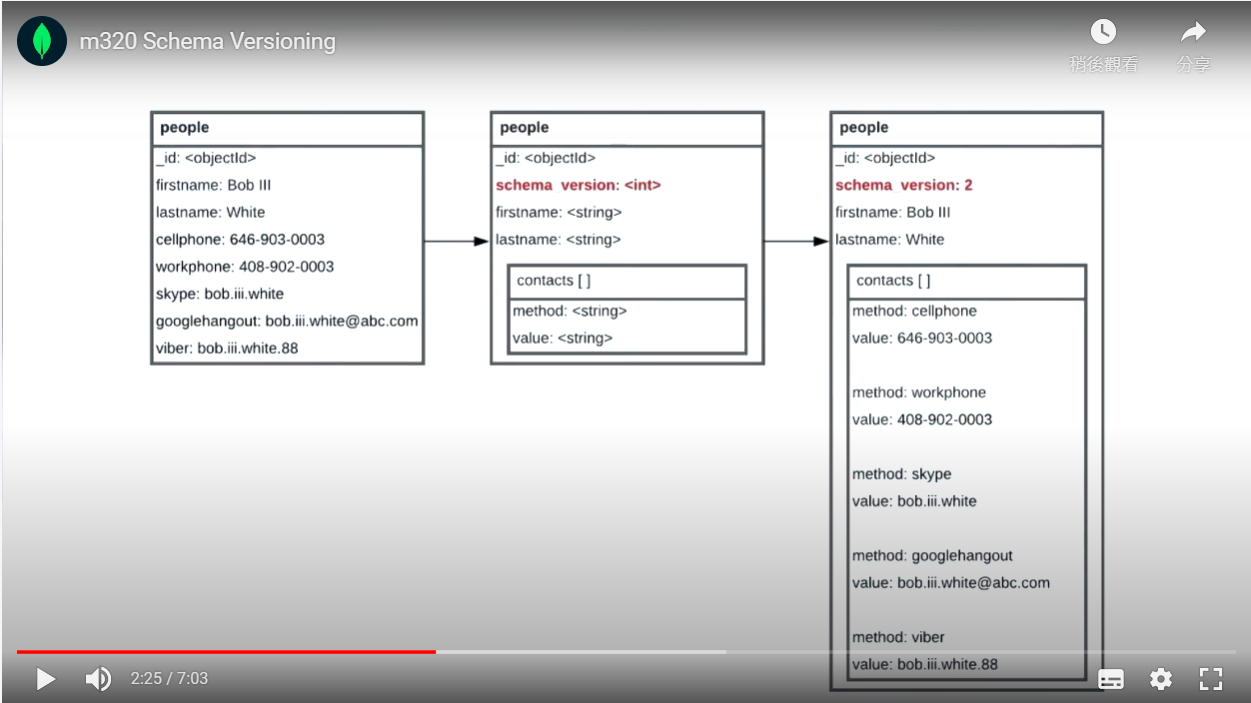 m320 Schema Versioning
稍後觀看
分享
people
_id: <objectId>
firstname: Bob III
lastname: White
cellphone: 646-903-0003
workphone: 408-902-0003
skype: bob.iii.white
googlehangout: bob.iii.white@abc.com
viber: bob.iii.white.88
people
_id: <objectId>
schema_version: <int>
firstname: <string>
lastname: <string>
contacts [ ]
method: <string>
value: <string>
people
_id: <objectId>
schema_version: 2
firstname: Bob III
lastname: White
contacts [ ]
method: cellphone
value: 646-903-0003
method: workphone
value: 408-902-0003
method: skype
value: bob.iii.white
method: googlehangout
value: bob.iii.white@abc.com
method: viber
value: bob.iii.white.88
2:25 / 7:03